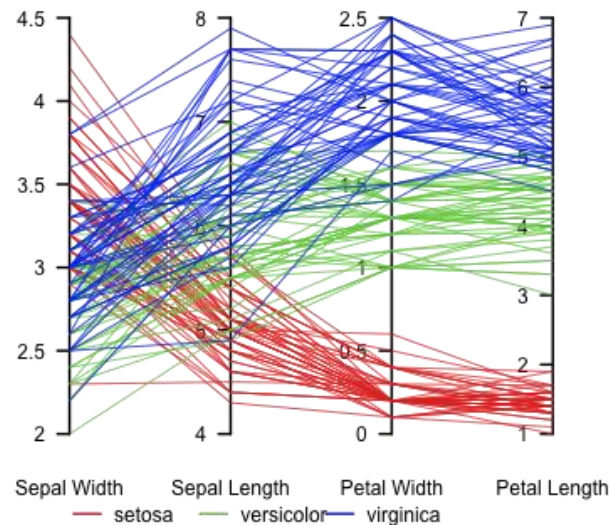 4.5 8 2.5 7
4 7 2 6
3.5 1.5 5
3 6 1 4
2.5 5 0.5 3
2
2 4 0 1
Sepal Width Sepal Length Petal Width Petal Length
setosa versicolor virginica